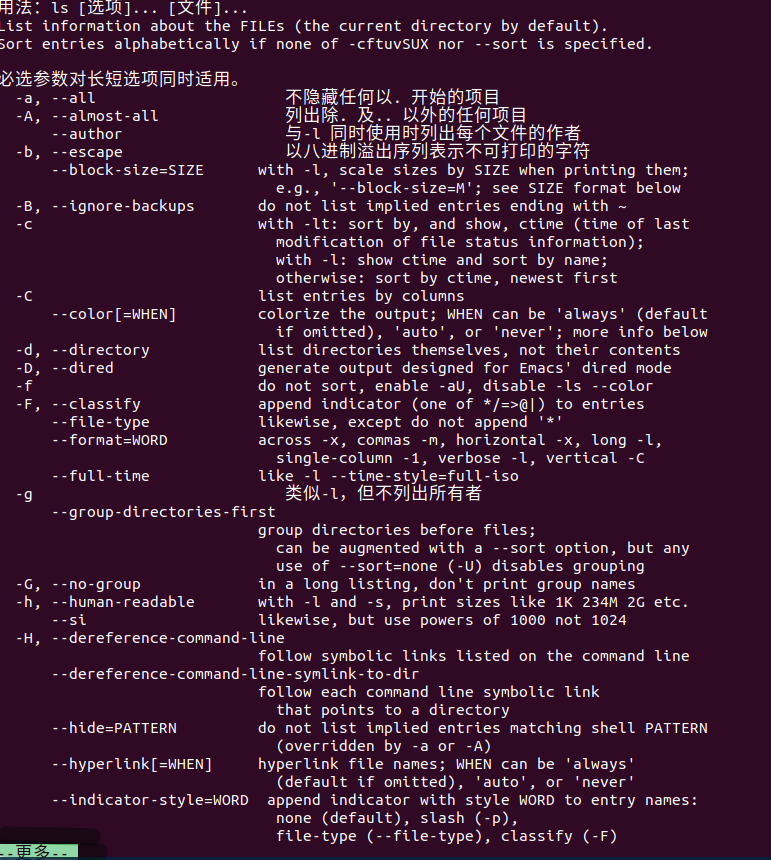 用法：ls [选项]... [文件]...
List information about the FILEs (the current directory by default).
Sort entries alphabetically if none of -cftuvSUX nor --sort is specified.

必选参数对长短选项同时适用。
  -a, --all                  不隐藏任何以. 开始的项目
  -A, --almost-all           列出除. 及.. 以外的任何项目
      --author               与-l 同时使用时列出每个文件的作者
  -b, --escape               以八进制溢出序列表示不可打印的字符
      --block-size=SIZE      with -l, scale sizes by SIZE when printing them;
                               e.g., '--block-size=M'; see SIZE format below
  -B, --ignore-backups       do not list implied entries ending with ~
  -c                         with -lt: sort by, and show, ctime (time of last
                               modification of file status information);
                               with -l: show ctime and sort by name;
                               otherwise: sort by ctime, newest first
  -C                         list entries by columns
      --color[=WHEN]         colorize the output; WHEN can be 'always' (default
                               if omitted), 'auto', or 'never'; more info below
  -d, --directory            list directories themselves, not their contents
  -D, --dired                generate output designed for Emacs' dired mode
  -f                         do not sort, enable -aU, disable -ls --color
  -F, --classify             append indicator (one of */=>@|) to entries
      --file-type            likewise, except do not append '*'
      --format=WORD          across -x, commas -m, horizontal -x, long -l,
                               single-column -1, verbose -l, vertical -C
      --full-time            like -l --time-style=full-iso
  -g                         类似-l，但不列出所有者
      --group-directories-first
                             group directories before files;
                               can be augmented with a --sort option, but any
                               use of --sort=none (-U) disables grouping
  -G, --no-group             in a long listing, don't print group names
  -h, --human-readable       with -l and -s, print sizes like 1K 234M 2G etc.
      --si                   likewise, but use powers of 1000 not 1024
  -H, --dereference-command-line
                             follow symbolic links listed on the command line
      --dereference-command-line-symlink-to-dir
                             follow each command line symbolic link
                               that points to a directory
      --hide=PATTERN         do not list implied entries matching shell PATTERN
                               (overridden by -a or -A)
      --hyperlink[=WHEN]     hyperlink file names; WHEN can be 'always'
                               (default if omitted), 'auto', or 'never'
      --indicator-style=WORD  append indicator with style WORD to entry names:
                               none (default), slash (-p),
                               file-type (--file-type), classify (-F)
--更多--